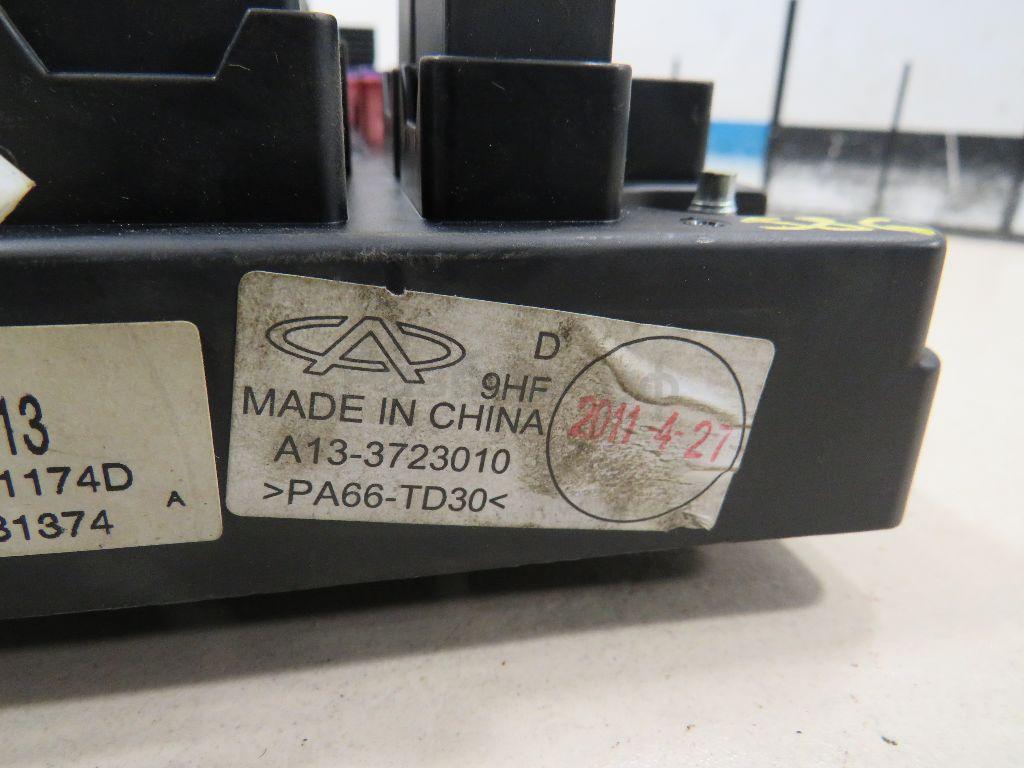 13
1174D
A
31374
D
9HF
MADE IN CHINA
A13-3723010
>PA66-TD30<
2011-4-27